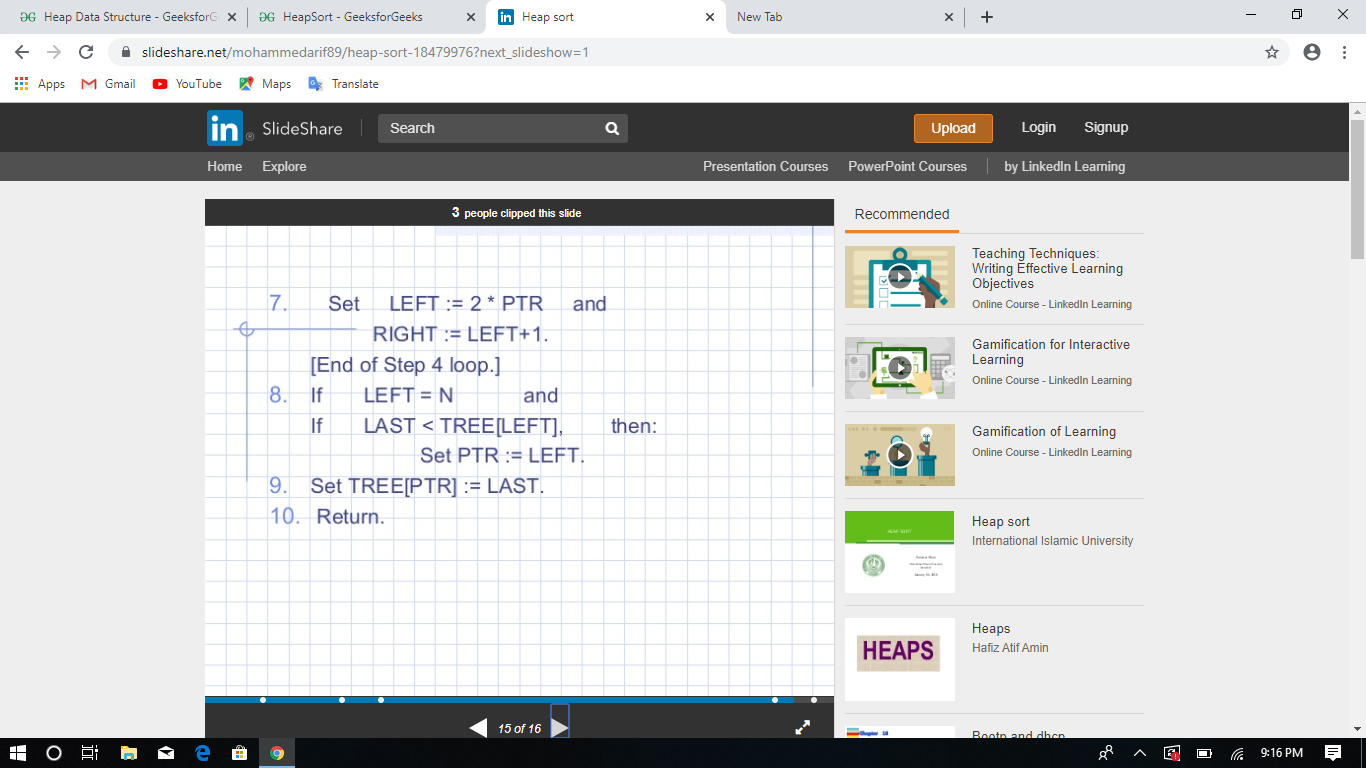 Heap Data Structure - GeeksforG
HeapSort - GeeksforGeeks
Heap sort
New Tab
slideshare.net/mohammedarif89/heap-sort-18479976?next_slideshow=1
Apps Gmail YouTube Maps Translate
in SlideShare Search Upload Login Signup
Home Explore Presentation Courses PowerPoint Courses by LinkedIn Learning
3 people clipped this slide
7. Set LEFT := 2 * PTR and
RIGHT := LEFT+1.
[End of Step 4 loop.]
8. If LEFT = N and
If LAST < TREE[LEFT], then:
Set PTR := LEFT.
9. Set TREE[PTR] := LAST.
10. Return.
15 of 16
Recommended
Teaching Techniques:
Writing Effective Learning
Objectives
Online Course - LinkedIn Learning
Gamification for Interactive
Learning
Online Course - LinkedIn Learning
Gamification of Learning
Online Course - LinkedIn Learning
HEAP SORT
Heap sort
International Islamic University
HEAPS
Heaps
Hafiz Atif Amin
Bootp and dhcp
9:16 PM